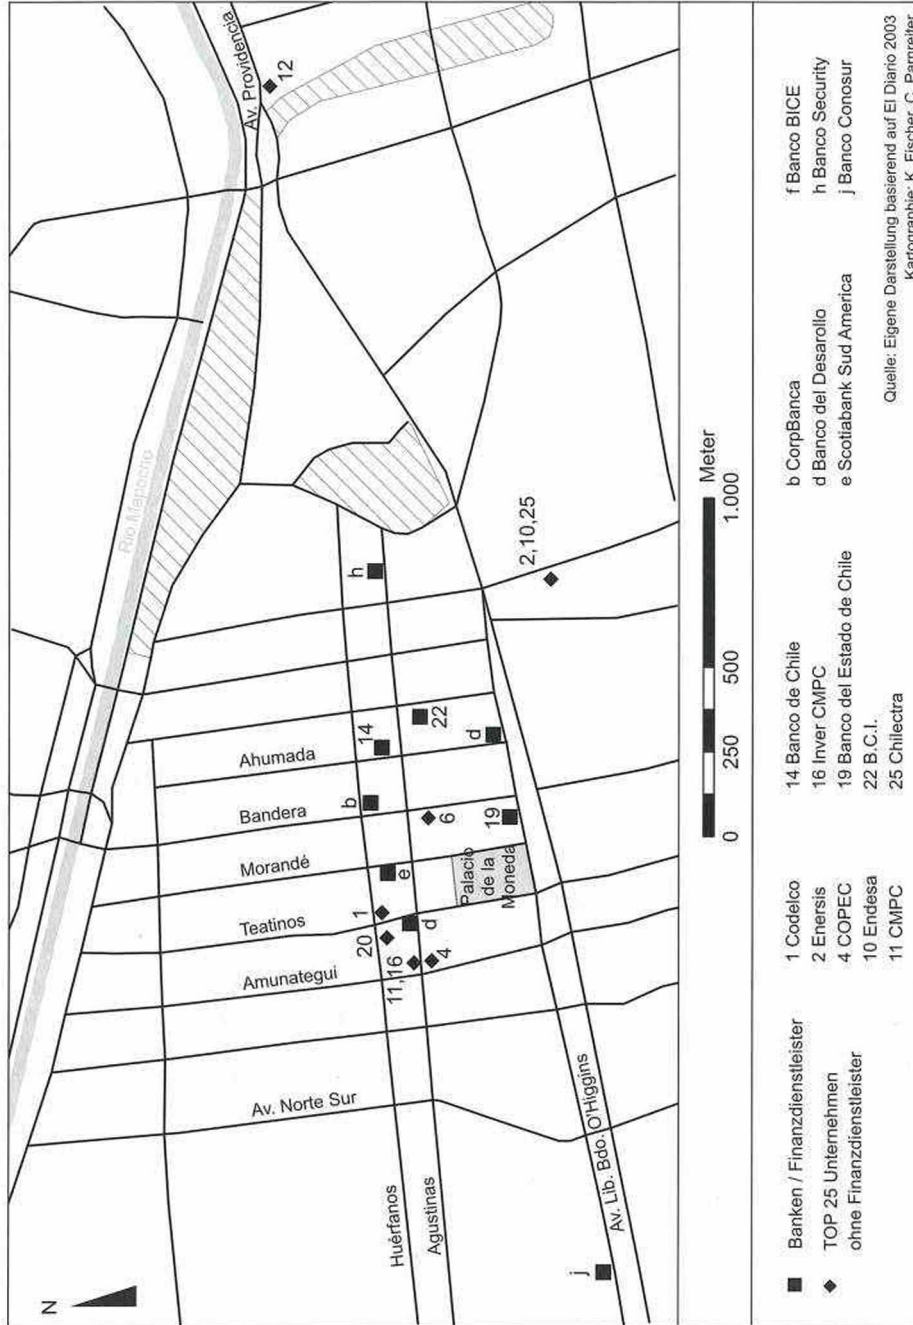 N
Río Mapocho
Av. Providencia
12
Huérfanos
Agustinas
Av. Norte Sur
Amunategui
Teatinos
Morandé
Bandera
Ahumada
11,16
20
1
4
d
e
b
6
14
22
h
d
19
Palacio
de la
Moneda
2,10,25
j
Av. Lib. Bdo. O'Higgins
0
250
500
1.000
Meter
Banken / Finanzdienstleister
TOP 25 Unternehmen
ohne Finanzdienstleister
1 Codelco
2 Enersis
4 COPEC
10 Endesa
11 CMPC
14 Banco de Chile
16 Inver CMPC
19 Banco del Estado de Chile
22 B.C.I.
25 Chilectra
b CorpBanca
d Banco del Desarollo
e Scotiabank Sud America
f Banco BICE
h Banco Security
j Banco Conosur
Quelle: Eigene Darstellung basierend auf El Diario 2003
Kartographie: K. Fischer, C. Parnreiter